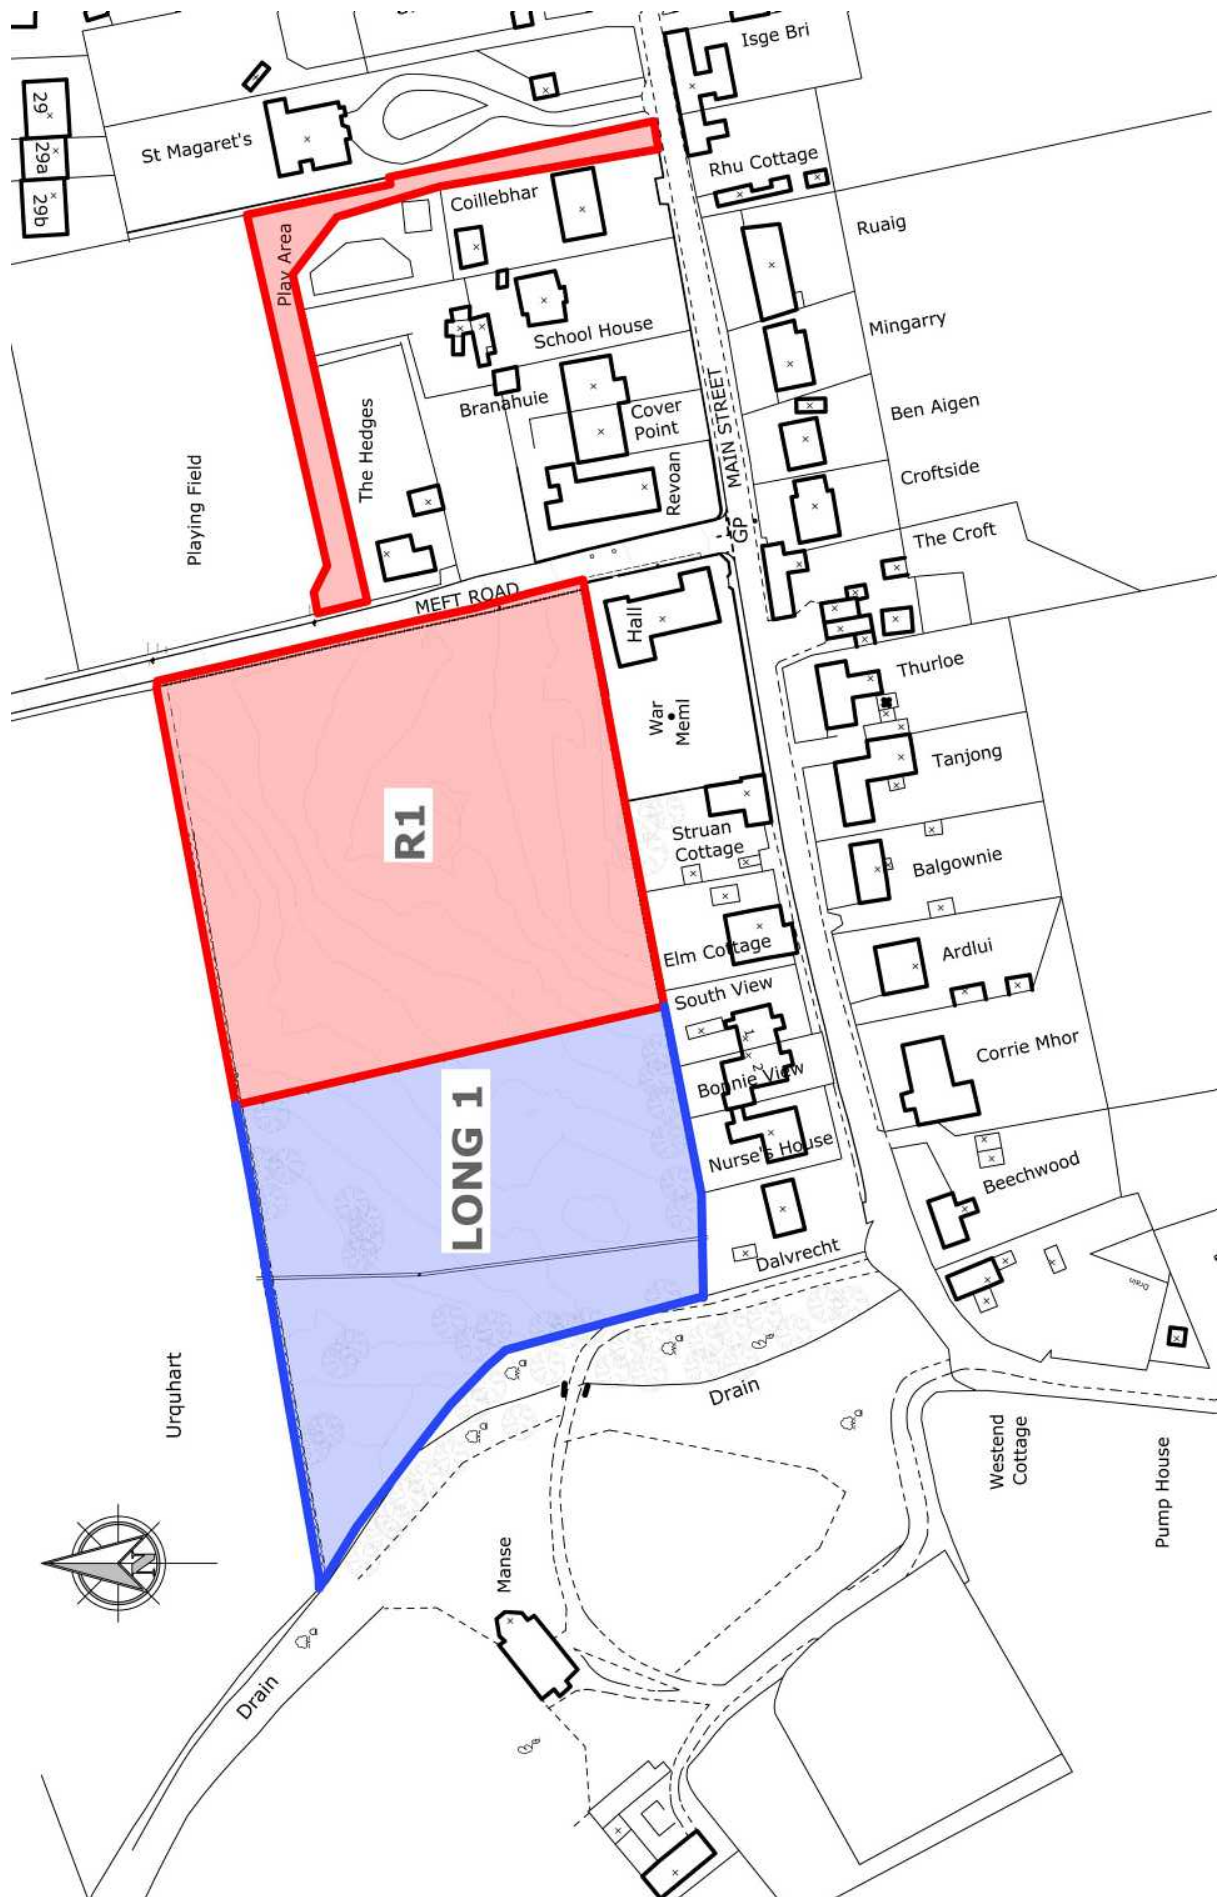 Isge Bri
29
29a
29b
St Magaret's
Rhu Cottage
Coillebhar
Ruaig
Play Area
School House
Mingarry
MAIN STREET
Branahuie
Cover
Point
Ben Aigen
The Hedges
Playing Field
Revoan
Croftside
GP
The Croft
MEFT ROAD
Hall
Thurloe
War
Meml
Tanjong
R1
Struan
Cottage
Balgownie
Elm Cottage
Ardlui
South View
1
2
Corrie Mhor
Bonnie View
LONG 1
Nurse's House
Beechwood
Dalvrecht
Drain
Urquhart
Drain
Westend
Cottage
Pump House
N
Manse
Drain